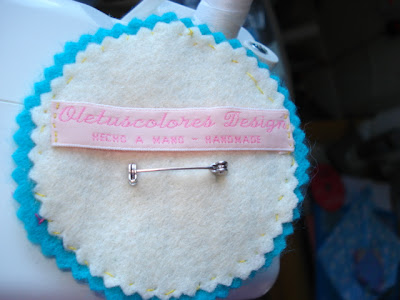 Oletuscolores Design
HECHO A MANO - HANDMADE